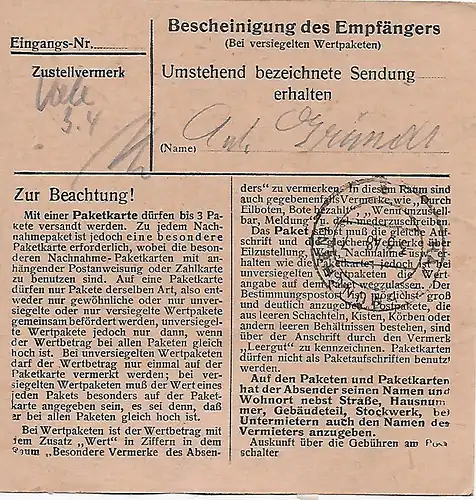 Eingangs-Nr.
Zustellvermerk
3.4
Bescheinigung des Empfängers
(Bei versiegelten Wertpaketen)
Umstehend bezeichnete Sendung
erhalten
(Name)
Zur Beachtung!
Mit einer Paketkarte dürfen bis 3 Pa-
kete versandt werden. Zu jedem Nach-
nahmepaket ist jedoch eine besondere
Paketkarte erforderlich, wobei die beson-
deren Nachnahme-Paketkarten mit an-
hängender Postanweisung oder Zahlkarte
zu benutzen sind. Auf eine Paketkarte
dürfen nur Pakete derselben Art, also ent-
weder nur gewöhnliche oder nur unver-
siegelte oder nur versiegelte Wertpakete
gemeinsam befördert werden, unversiegel-
te Wertpakete jedoch nur dann, wenn
der Wertbetrag bei allen Paketen gleich
hoch ist. Bei unversiegelten Wertpaketen
darf der Wertbetrag nur einmal auf der
Paketkarte vermerkt werden; bei ver-
siegelten Wertpaketen muß der Wert eines
jeden Pakets besonders auf der Paket-
karte angegeben sein, es sei denn, daß
er bei allen Paketen gleich hoch ist.
Bei Wertpaketen ist der Wertbetrag mit
dem Zusatz „Wert" in Ziffern in dem
Raum „Besondere Vermerke des Absen-
ders" zu vermerken. In diesem Raum sind
auch gegebenenfalls Vermerke, wie „Durch
Eilboten, Bote bezahlt", „Wenn unzustell-
bar, Meldung" u. niederzuschreiben.
Das Paket muß die gleiche Auf-
schrift und die gleichen Vermerke über
Eilzustellung, Nachnahme usw.
halten wie die Paketkarte, jedoch ist bei
unversiegelten Wertpaketen die Wert-
angabe auf dem Paket wegzulassen. Der
Bestimmungspostort ist möglichst groß
und deutlich anzugeben. Postpakete, die
aus leeren Schachteln, Kisten, Körben oder
andern leeren Behältnissen bestehen, sind
über der Anschrift durch den Vermerk
„Leergut" zu kennzeichnen. Paketkarten
dürfen nicht als Paketaufschriften benutzt
werden.
Auf den Paketen und Paketkarten
hat der Absender seinen Namen und
Wohnort nebst Straße, Hausnum
mer, Gebäudeteil, Stockwerk, bei
Untermietern auch den Namen des
Vermieters anzugeben.
Auskunft über die Gebühren am Post
schalter